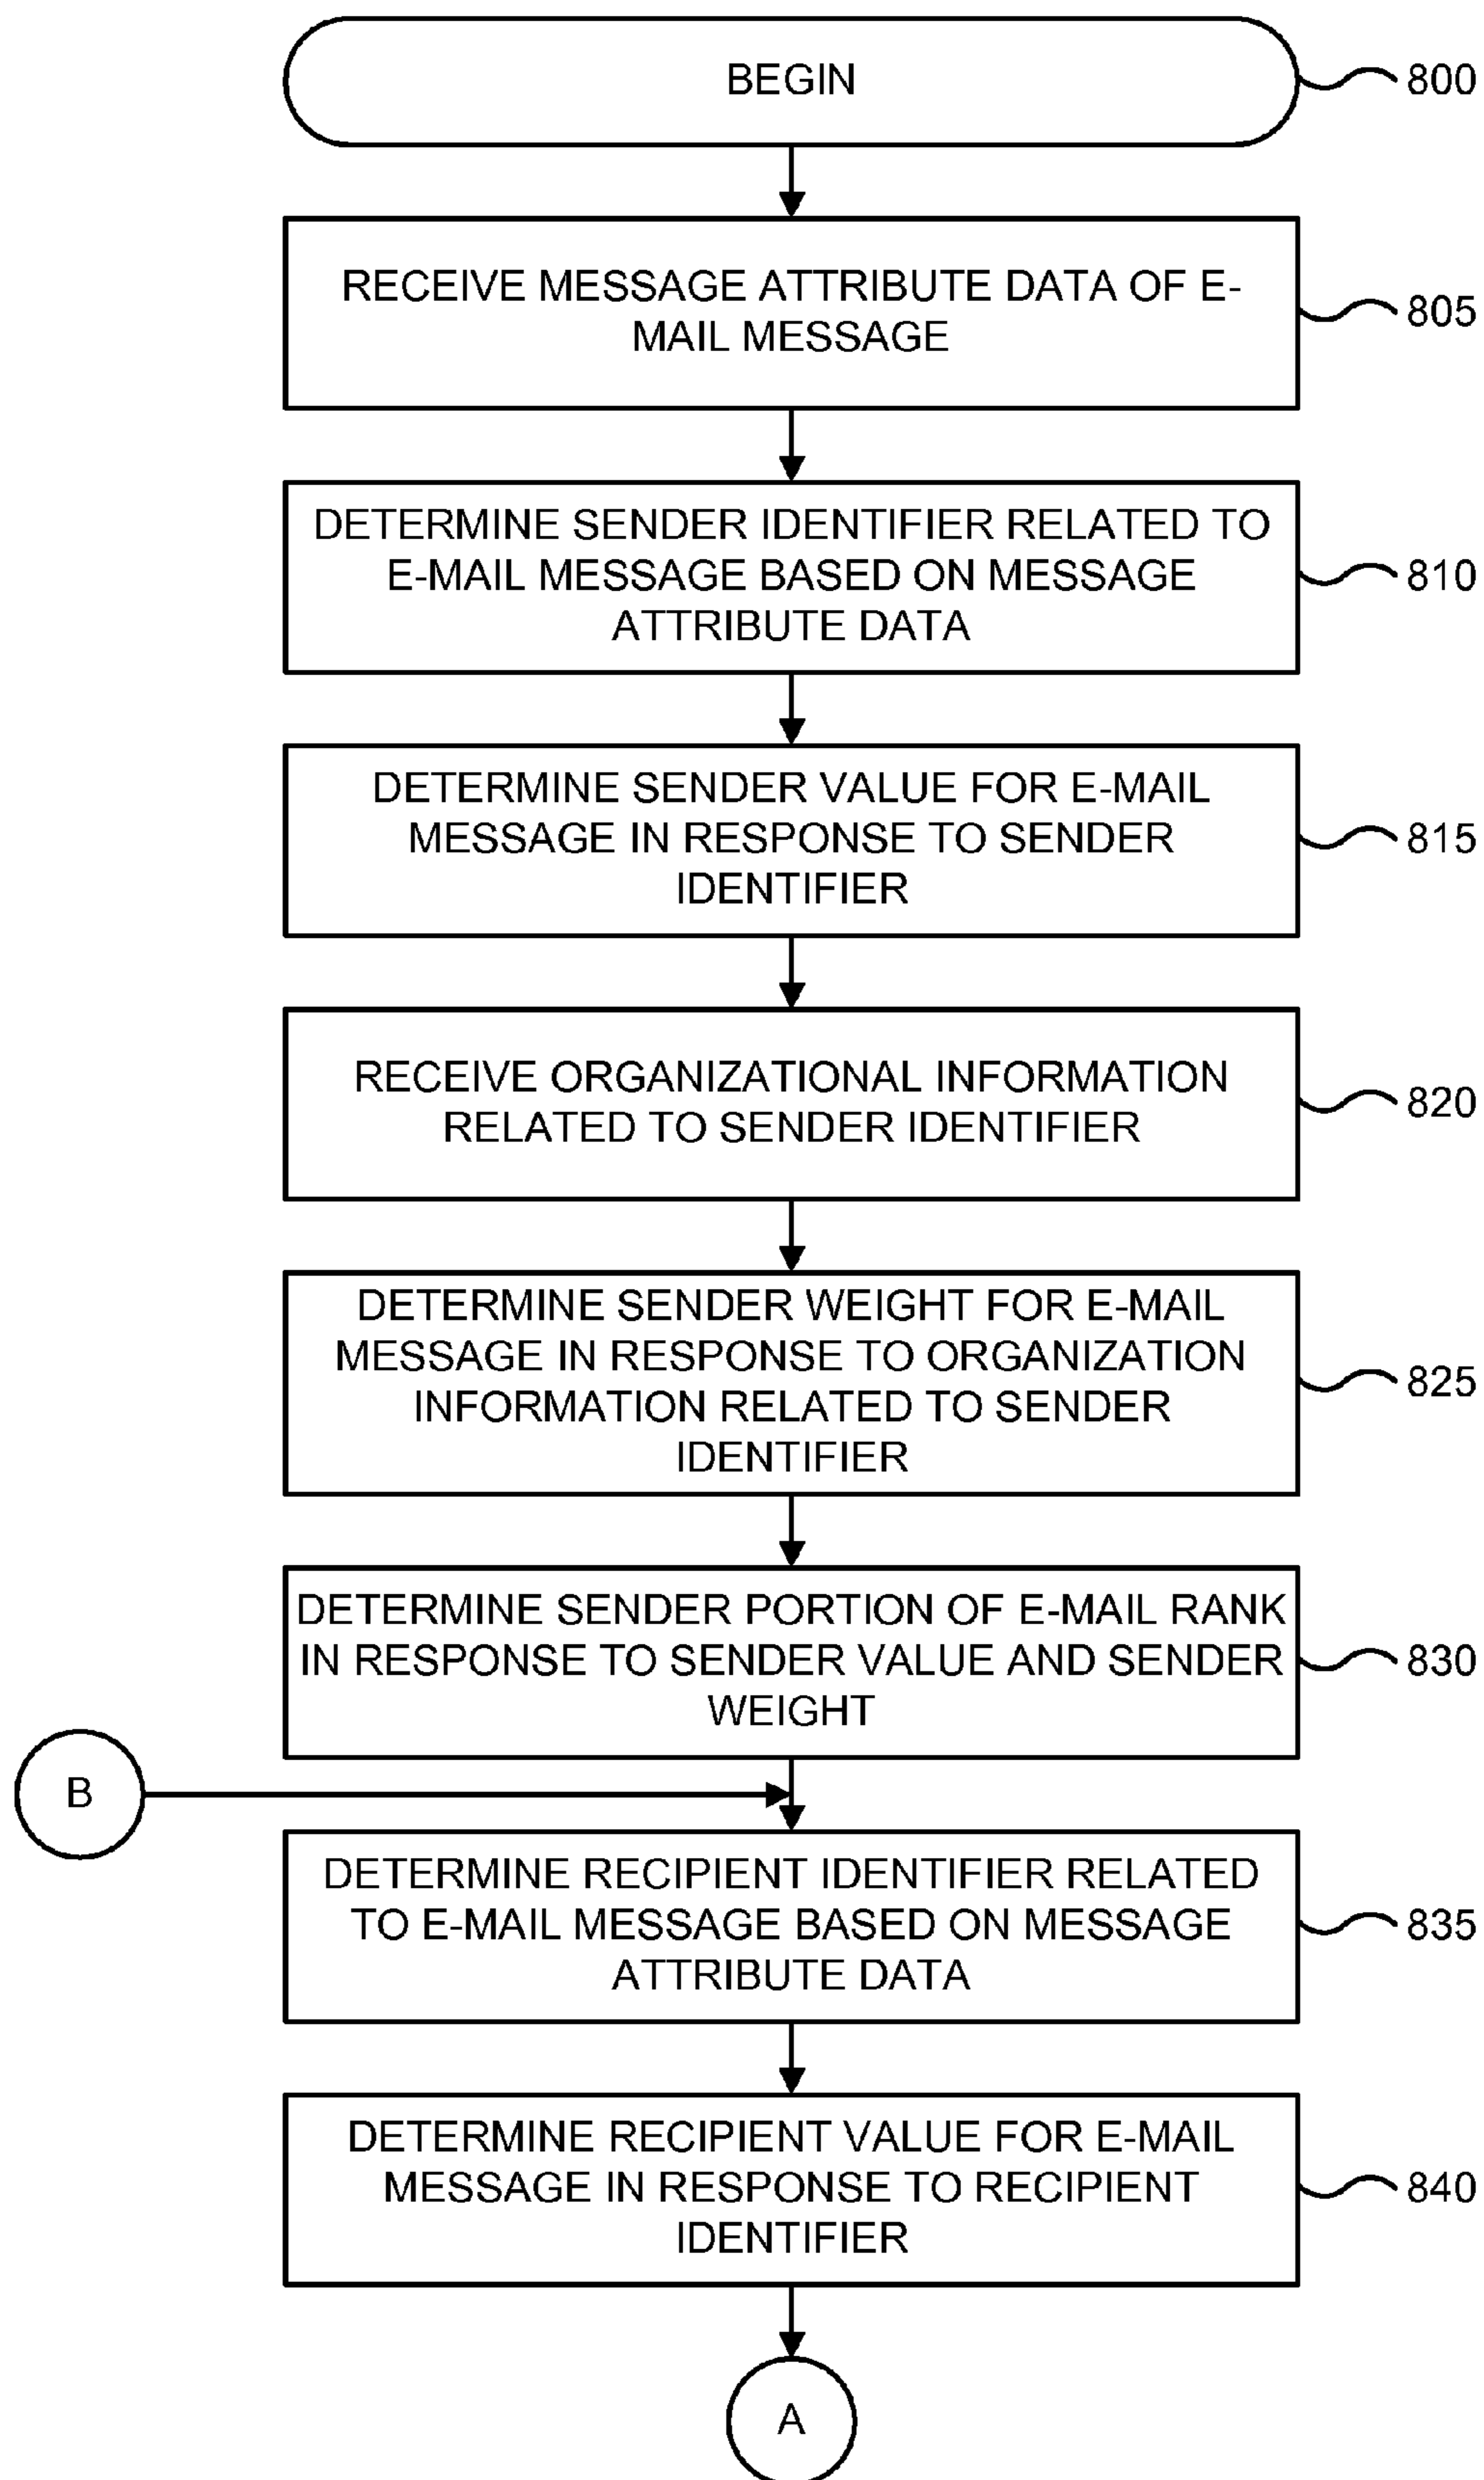 BEGIN
800
RECEIVE MESSAGE ATTRIBUTE DATA OF E-
MAIL MESSAGE
805
DETERMINE SENDER IDENTIFIER RELATED TO
E-MAIL MESSAGE BASED ON MESSAGE
ATTRIBUTE DATA
810
DETERMINE SENDER VALUE FOR E-MAIL
MESSAGE IN RESPONSE TO SENDER
IDENTIFIER
815
RECEIVE ORGANIZATIONAL INFORMATION
RELATED TO SENDER IDENTIFIER
820
DETERMINE SENDER WEIGHT FOR E-MAIL
MESSAGE IN RESPONSE TO ORGANIZATION
INFORMATION RELATED TO SENDER
IDENTIFIER
825
DETERMINE SENDER PORTION OF E-MAIL RANK
IN RESPONSE TO SENDER VALUE AND SENDER
WEIGHT
830
B
DETERMINE RECIPIENT IDENTIFIER RELATED
TO E-MAIL MESSAGE BASED ON MESSAGE
ATTRIBUTE DATA
835
DETERMINE RECIPIENT VALUE FOR E-MAIL
MESSAGE IN RESPONSE TO RECIPIENT
IDENTIFIER
840
A